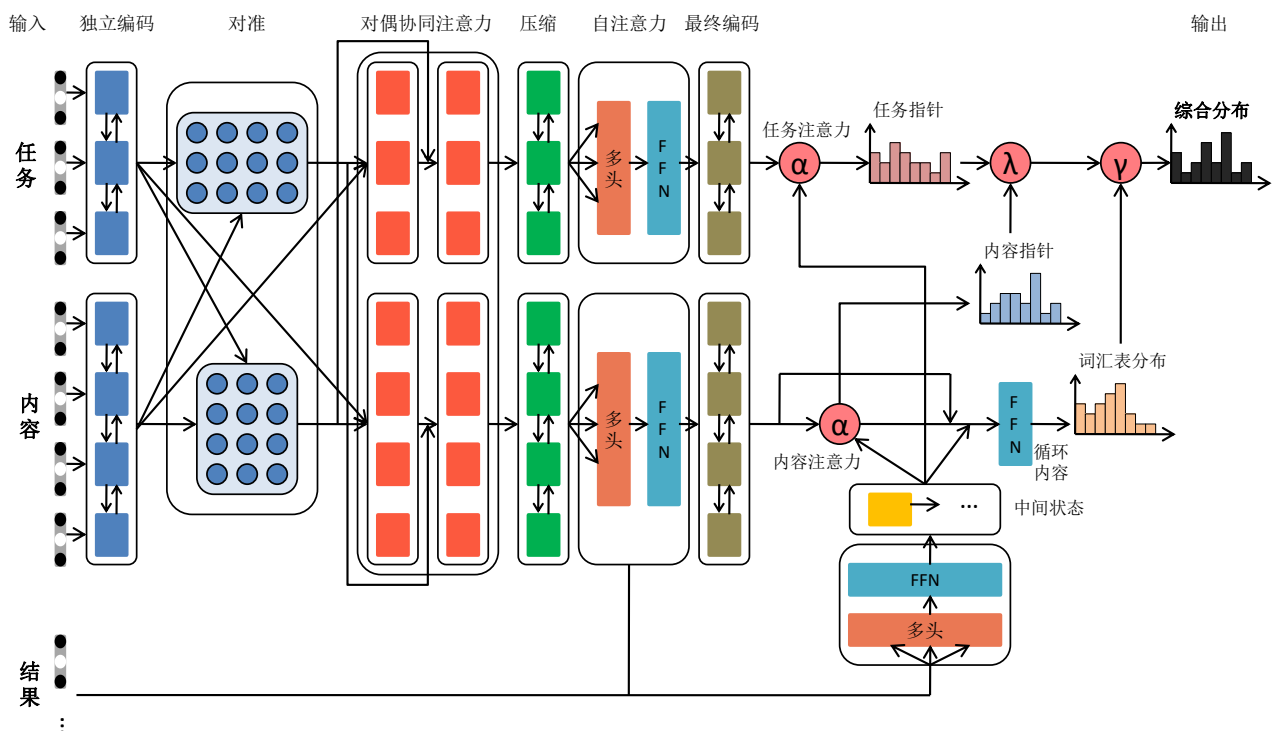 输入 独立编码 对准 对偶协同注意力 压缩 自注意力 最终编码 输出
任务
多头
FFN
任务注意力
α
任务指针
λ
γ
综合分布
内容指针
内容
多头
FFN
α
内容注意力
FFN
循环内容
词汇表分布
... 中间状态
FFN
多头
结果
⋮